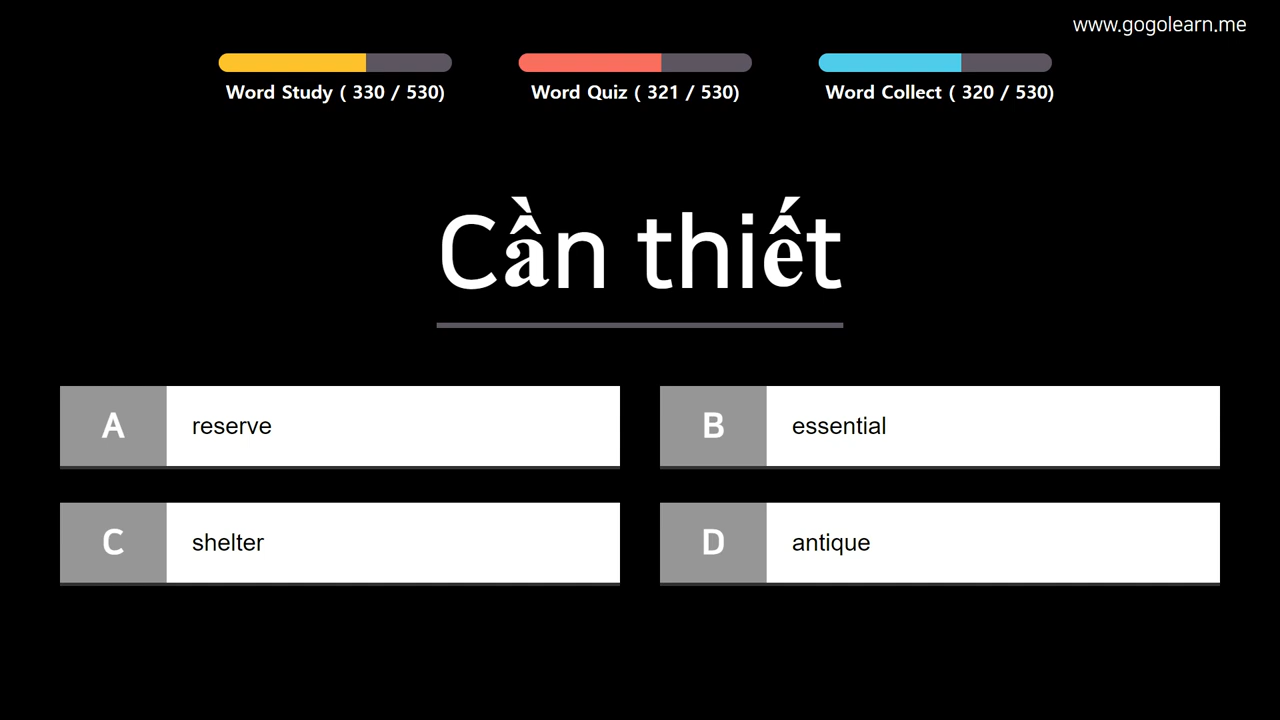 www.gogolearn.me
Word Study ( 330 / 530)
Word Quiz ( 321 / 530)
Word Collect ( 320 / 530)
Cần thiết
A reserve
B essential
C shelter
D antique